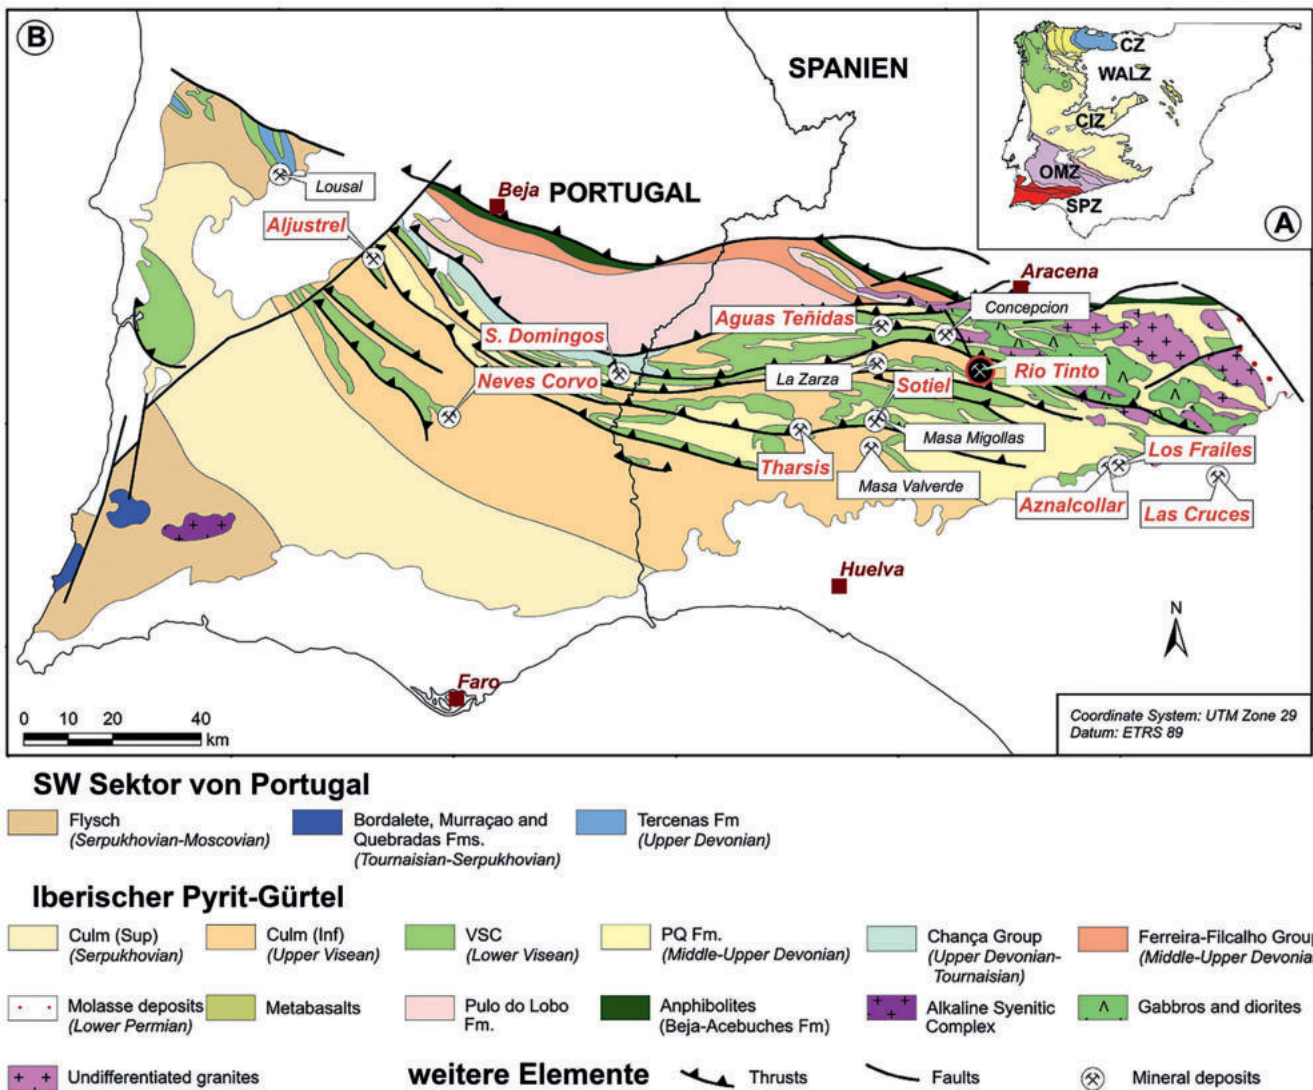 B
SPANIEN
CZ
WALZ
CIZ
OMZ
SPZ
A
Lousal
Beja
PORTUGAL
Aljustrel
Aracena
Concepcion
Aguas Teñidas
S. Domingos
La Zarza
Sotiel
Rio Tinto
Neves Corvo
Masa Migollas
Los Frailes
Tharsis
Masa Valverde
Aznalcollar
Las Cruces
Huelva
N
Faro
0 10 20 40
km
Coordinate System: UTM Zone 29
Datum: ETRS 89
SW Sektor von Portugal
Flysch
(Serpukhovian-Moscovian)
Bordalete, Murraçao and
Quebradas Fms.
(Tournaisian-Serpukhovian)
Tercenas Fm
(Upper Devonian)
Iberischer Pyrit-Gürtel
Culm (Sup)
(Serpukhovian)
Culm (Inf)
(Upper Visean)
VSC
(Lower Visean)
PQ Fm.
(Middle-Upper Devonian)
Chança Group
(Upper Devonian-
Tournaisian)
Ferreira-Filcalho Group
(Middle-Upper Devonia
Molasse deposits
(Lower Permian)
Metabasalts
Pulo do Lobo
Fm.
Anphibolites
(Beja-Acebuches Fm)
Alkaline Syenitic
Complex
Gabbros and diorites
Undifferentiated granites
weitere Elemente
Thrusts
Faults
Mineral deposits